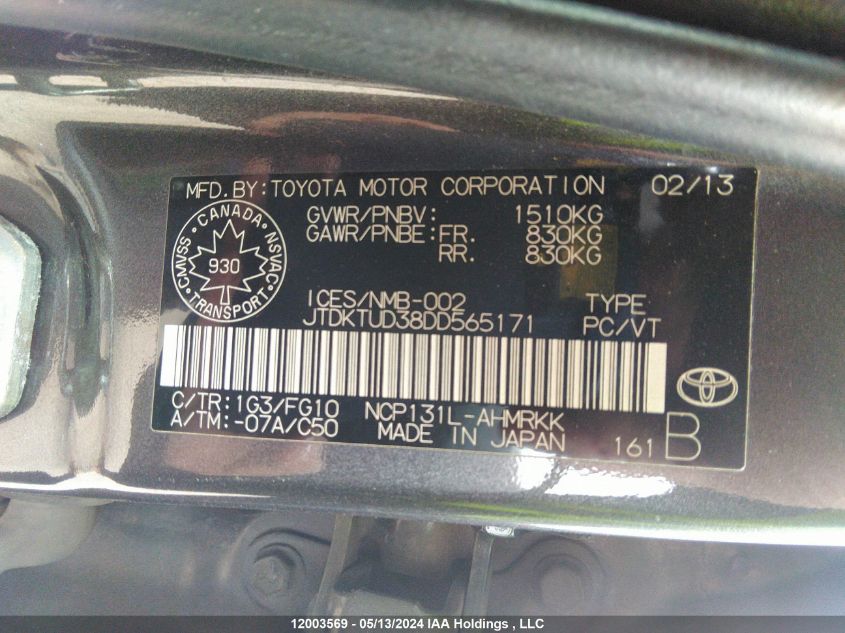 MFD. BY: TOYOTA MOTOR CORPORATION 02/13
GVWR/PNBV: 1510KG
GAWR/PNBE: FR. 830KG
RR. 830KG
CANADA
CMVSS NSVAC
930
TRANSPORT
ICES/NMB-002 TYPE:
JTDKTUD38DD565171 PC/VT
C/TR: 1G3/FG10 NCP131L-AHMRKK
A/TM: -07A/C50 MADE IN JAPAN 161 B
12003569 - 05/13/2024 IAA Holdings , LLC